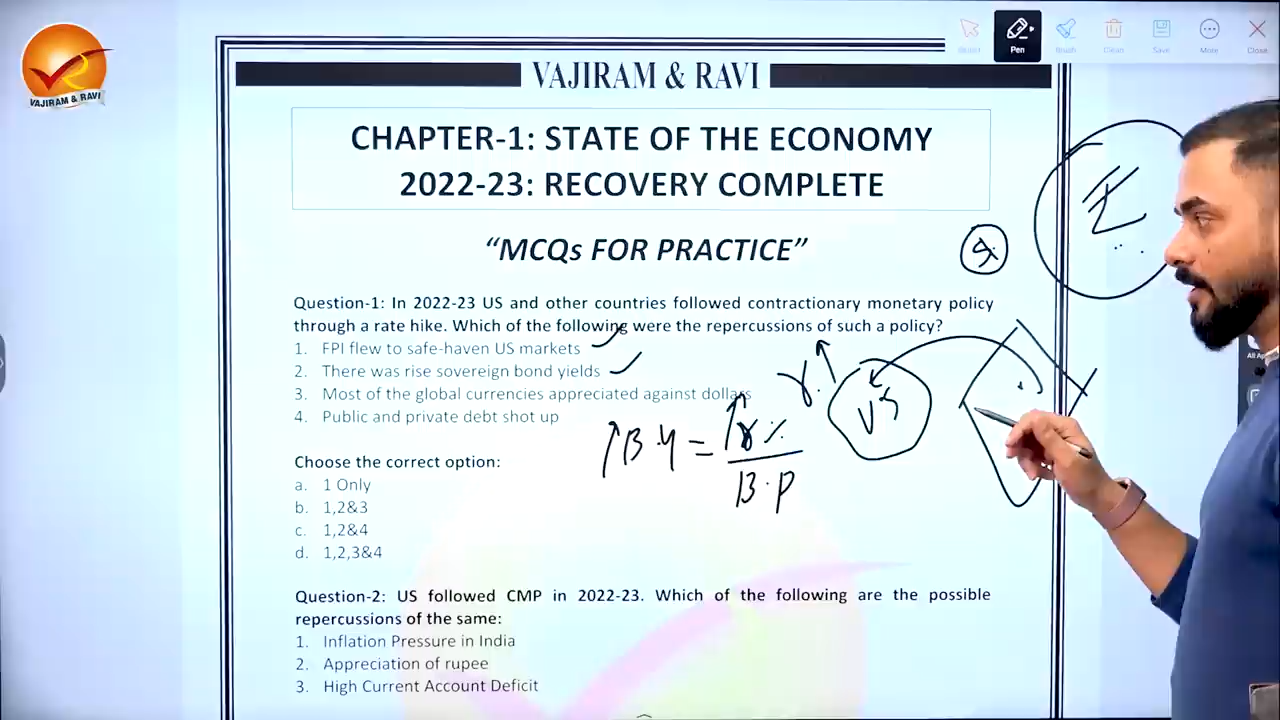 VAJIRAM & RAVI
Select
Pen
Brush
Clean
Save
More
Close
VAJIRAM & RAVI
CHAPTER-1: STATE OF THE ECONOMY
2022-23: RECOVERY COMPLETE
“MCQs FOR PRACTICE”
₹
Question-1: In 2022-23 US and other countries followed contractionary monetary policy
through a rate hike. Which of the following were the repercussions of such a policy?
1. FPI flew to safe-haven US markets
2. There was rise sovereign bond yields
3. Most of the global currencies appreciated against dollars
4. Public and private debt shot up
US
↑B.Y = ↑r%
B.P
Choose the correct option:
a. 1 Only
b. 1,2&3
c. 1,2&4
d. 1,2,3&4
Question-2: US followed CMP in 2022-23. Which of the following are the possible
repercussions of the same:
1. Inflation Pressure in India
2. Appreciation of rupee
3. High Current Account Deficit